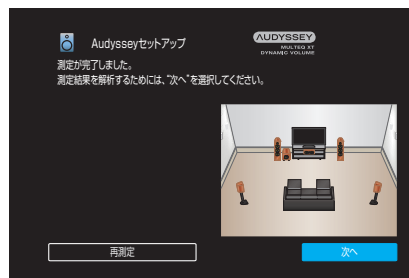 Audysseyセットアップ
AUDYSSEY
MULTEQ XT
DYNAMIC VOLUME
測定が完了しました。
測定結果を解析するためには、"次へ"を選択してください。
再測定
次へ